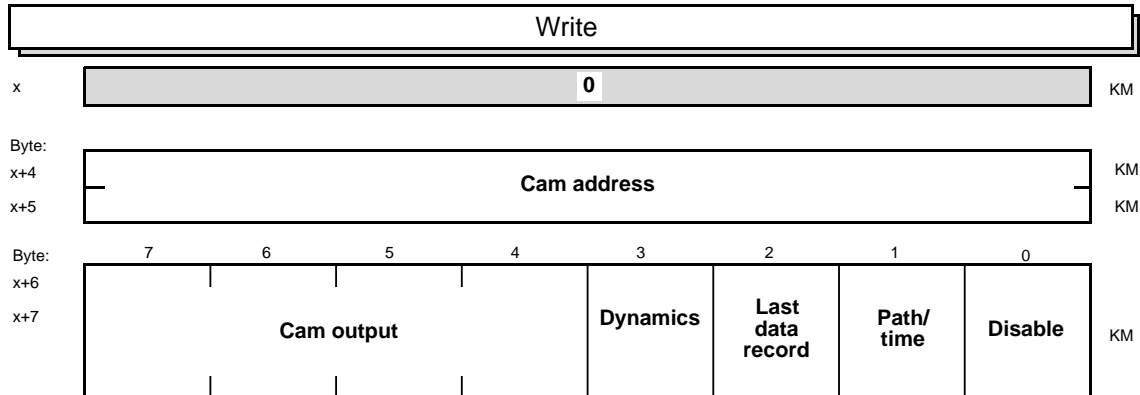 Write
x 0 KM
Byte:
x+4 KM
Cam address
x+5 KM
Byte: 7 6 5 4 3 2 1 0
x+6
x+7 Cam output Dynamics Last data record Path/ time Disable KM